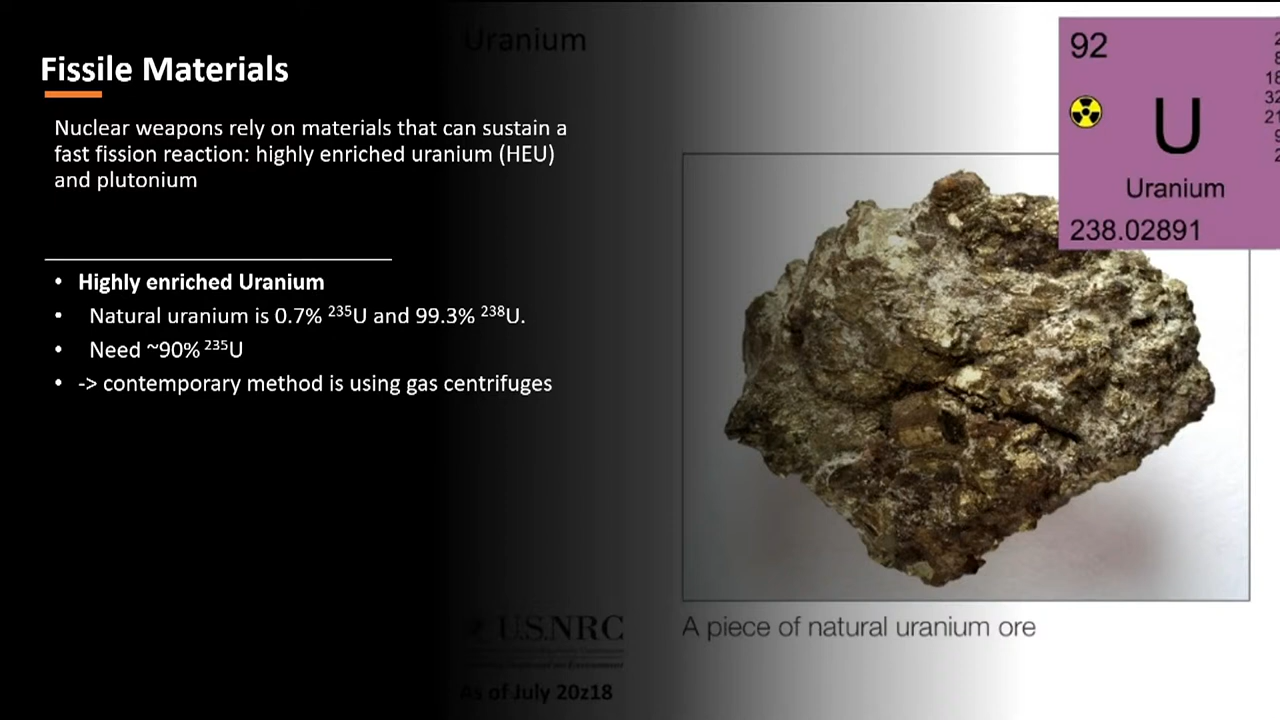 Uranium
Fissile Materials
Nuclear weapons rely on materials that can sustain a
fast fission reaction: highly enriched uranium (HEU)
and plutonium
• Highly enriched Uranium
• Natural uranium is 0.7% ²³⁵U and 99.3% ²³⁸U.
• Need ~90% ²³⁵U
• -> contemporary method is using gas centrifuges
92
U
Uranium
238.02891
A piece of natural uranium ore
U.S.NRC
As of July 20z18